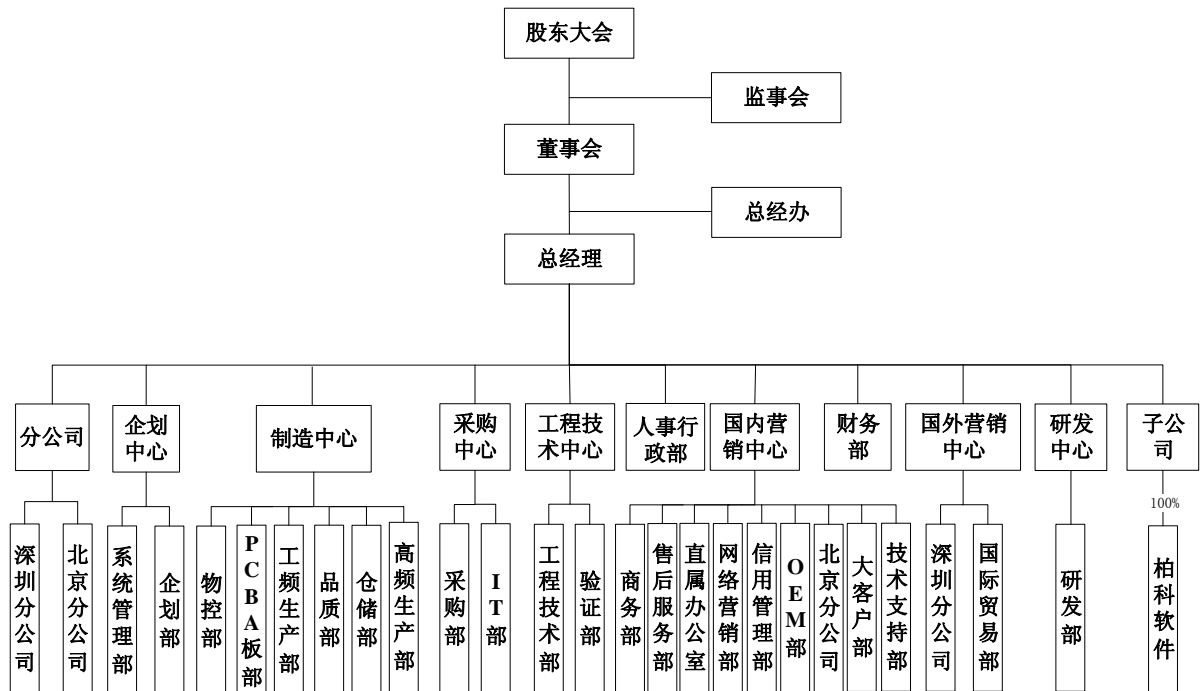 股东大会
监事会
董事会
总经办
总经理
分公司
企划
中心
制造中心
采购
中心
工程技
术中心
人事行
政部
国内营
销中心
财务
部
国外营销
中心
研发
中心
子公
司
100%
深圳分公司
北京分公司
系统管理部
企划部
物控部
PCBA板部
工频生产部
品质部
仓储部
高频生产部
采购部
IT部
工程技术部
验证部
商务部
售后服务部
直属办公室
网络营销部
信用管理部
OEM部
北京分公司
大客户部
技术支持部
深圳分公司
国际贸易部
研发部
柏科软件